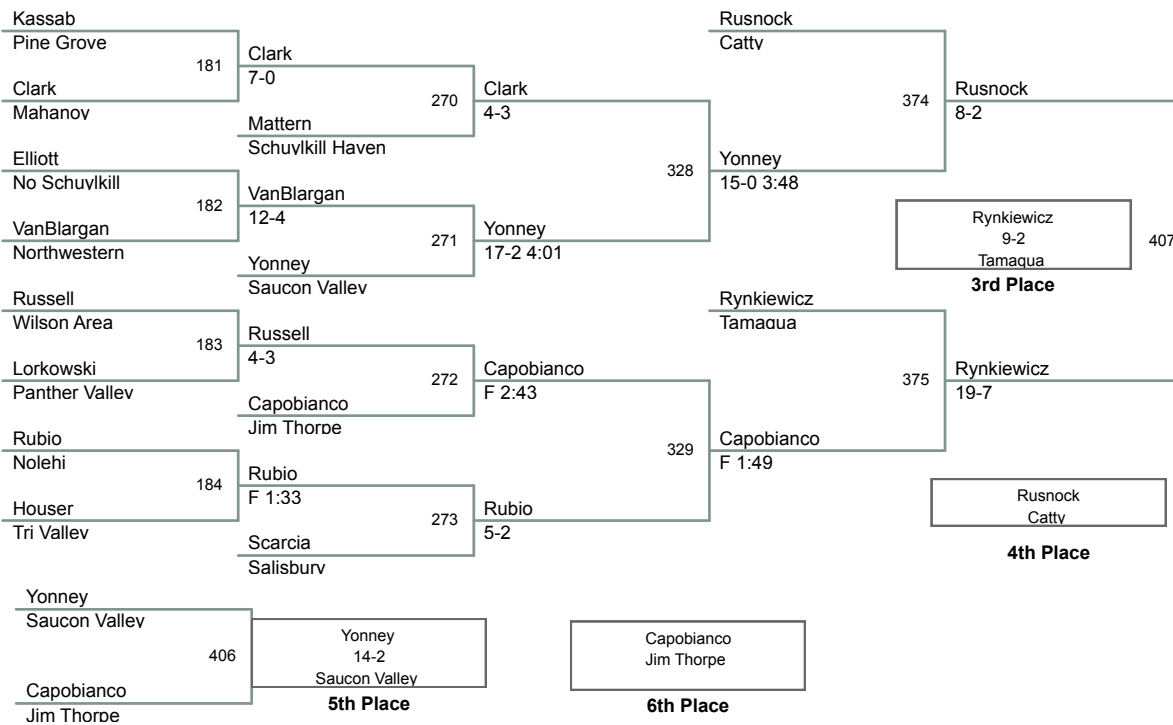 Kassab
Pine Grove
181
Clark
Mahanoy
Clark
7-0
270
Mattern
Schuylkill Haven
Clark
4-3
Elliott
No Schuylkill
182
VanBlargan
Northwestern
VanBlargan
12-4
271
Yonney
Saucon Valley
Yonney
17-2 4:01
328
Russell
Wilson Area
183
Lorkowski
Panther Valley
Russell
4-3
272
Capobianco
Jim Thorpe
Capobianco
F 2:43
Rubio
Nolehi
184
Houser
Tri Valley
Rubio
F 1:33
273
Scarcia
Salisbury
Rubio
5-2
329
Rusnock
Catty
374
Yonney
15-0 3:48
Rusnock
8-2
Rynkiewicz
9-2
Tamaqua
3rd Place
407
Rynkiewicz
Tamaqua
375
Capobianco
F 1:49
Rynkiewicz
19-7
Rusnock
Catty
4th Place
Yonney
Saucon Valley
406
Capobianco
Jim Thorpe
Yonney
14-2
Saucon Valley
5th Place
Capobianco
Jim Thorpe
6th Place